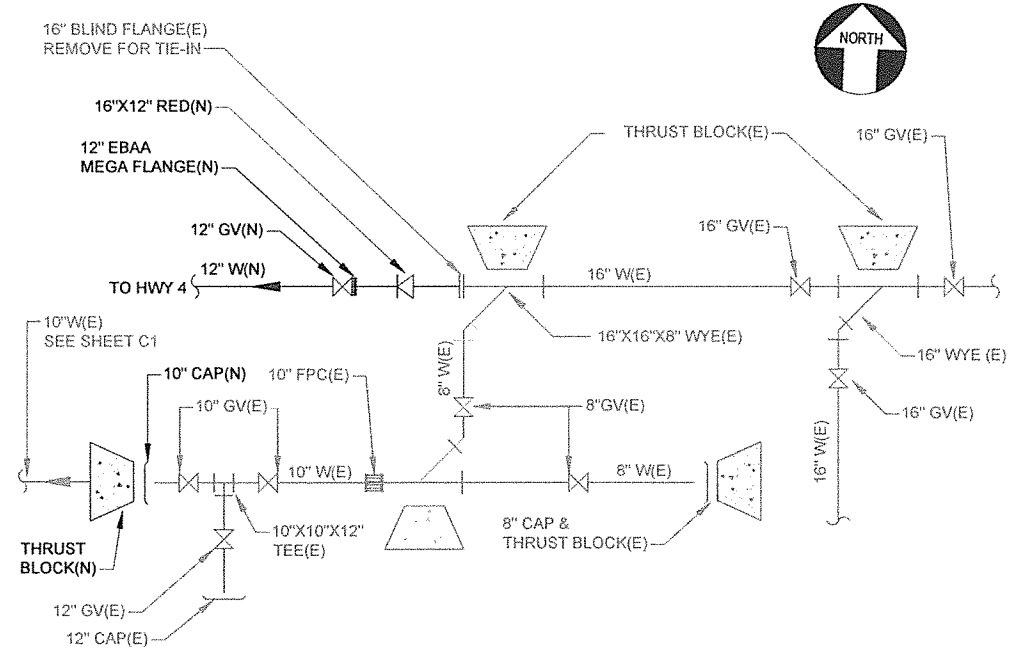 16" BLIND FLANGE(E)
REMOVE FOR TIE-IN
NORTH
16"X12" RED(N)
THRUST BLOCK(E)
16" GV(E)
12" EBAA
MEGA FLANGE(N)
12" GV(N)
16" GV(E)
12" W(N)
16" W(E)
TO HWY 4
10"W(E)
SEE SHEET C1
16"X16"X8" WYE(E)
16" WYE (E)
8" W(E)
10" CAP(N)
10" FPC(E)
10" GV(E)
8"GV(E)
16" GV(E)
16" W(E)
10" W(E)
8" W(E)
10"X10"X12"
TEE(E)
8" CAP &
THRUST BLOCK(E)
THRUST
BLOCK(N)
12" GV(E)
12" CAP(E)